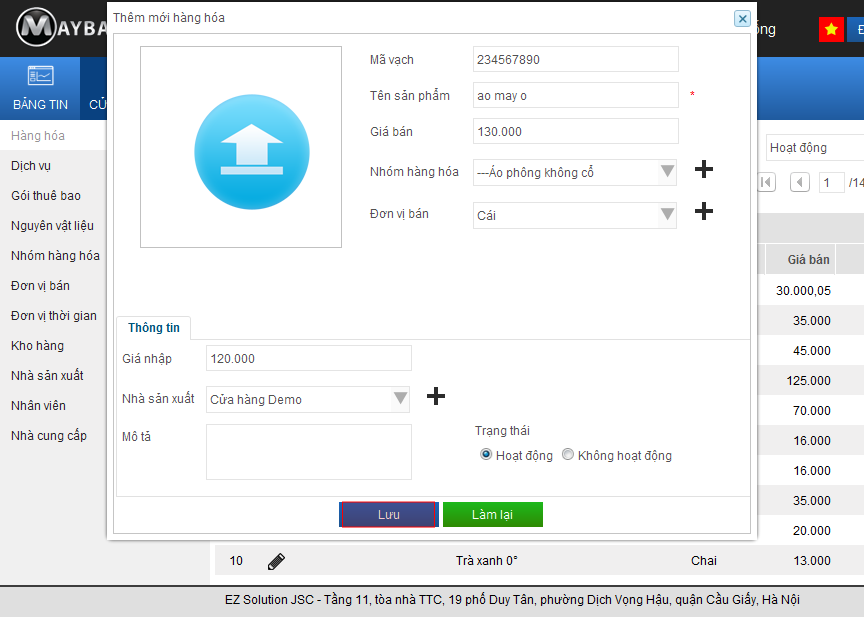 Thêm mới hàng hóa
MAYBA
ống
BẢNG TIN
CỬ
Hàng hóa
Dịch vụ
Gói thuê bao
Nguyên vật liệu
Nhóm hàng hóa
Đơn vị bán
Đơn vị thời gian
Kho hàng
Nhà sản xuất
Nhân viên
Nhà cung cấp
Mã vạch
234567890
Tên sản phẩm
ao may o
*
Giá bán
130.000
Nhóm hàng hóa
---Áo phông không cổ
Đơn vị bán
Cái
Thông tin
Giá nhập
120.000
Nhà sản xuất
Cửa hàng Demo
Mô tả
Trạng thái
Hoạt động
Không hoạt động
Lưu
Làm lại
Hoạt động
1 /14
Giá bán
30.000,05
35.000
45.000
125.000
70.000
16.000
16.000
35.000
20.000
10 Trà xanh 0° Chai 13.000
EZ Solution JSC - Tầng 11, tòa nhà TTC, 19 phố Duy Tân, phường Dịch Vọng Hậu, quận Cầu Giấy, Hà Nội